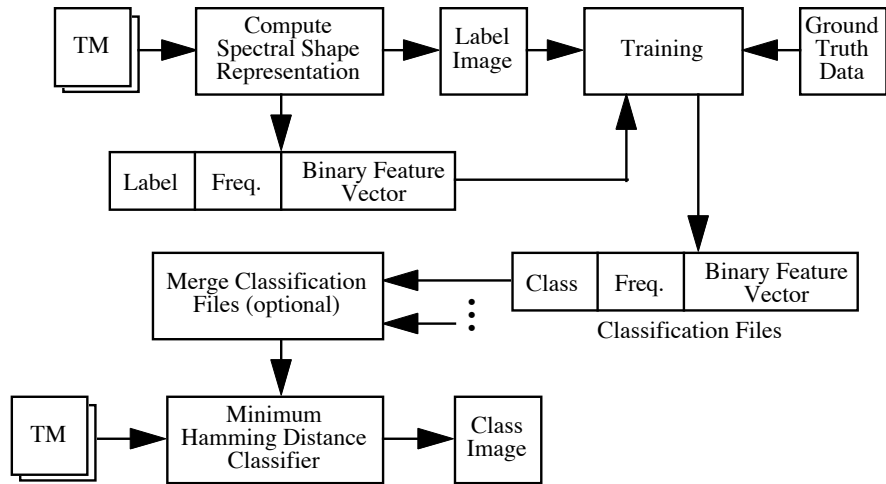 TM
Compute
Spectral Shape
Representation
Label
Image
Training
Ground
Truth
Data
Label
Freq.
Binary Feature
Vector
Merge Classification
Files (optional)
Class
Freq.
Binary Feature
Vector
Classification Files
TM
Minimum
Hamming Distance
Classifier
Class
Image